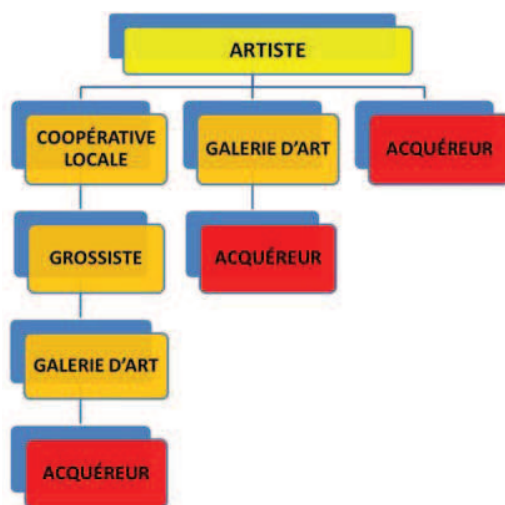 ARTISTE
COOPÉRATIVE
LOCALE
GALERIE D'ART
ACQUÉREUR
GROSSISTE
ACQUÉREUR
GALERIE D'ART
ACQUÉREUR